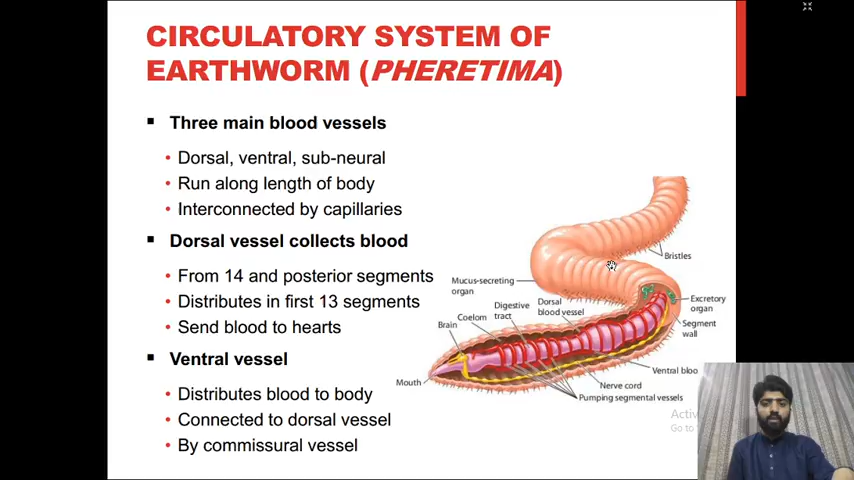 CIRCULATORY SYSTEM OF
EARTHWORM (PHERETIMA)
▪ Three main blood vessels
• Dorsal, ventral, sub-neural
• Run along length of body
• Interconnected by capillaries
▪ Dorsal vessel collects blood
• From 14 and posterior segments
• Distributes in first 13 segments
• Send blood to hearts
▪ Ventral vessel
• Distributes blood to body
• Connected to dorsal vessel
• By commissural vessel
Bristles
Mucus-secreting
organ
Excretory
organ
Segment
wall
Dorsal
blood vessel
Digestive
tract
Coelom
Brain
Mouth
Ventral bloo
Nerve cord
Pumping segmental vessels
Activ
Go to